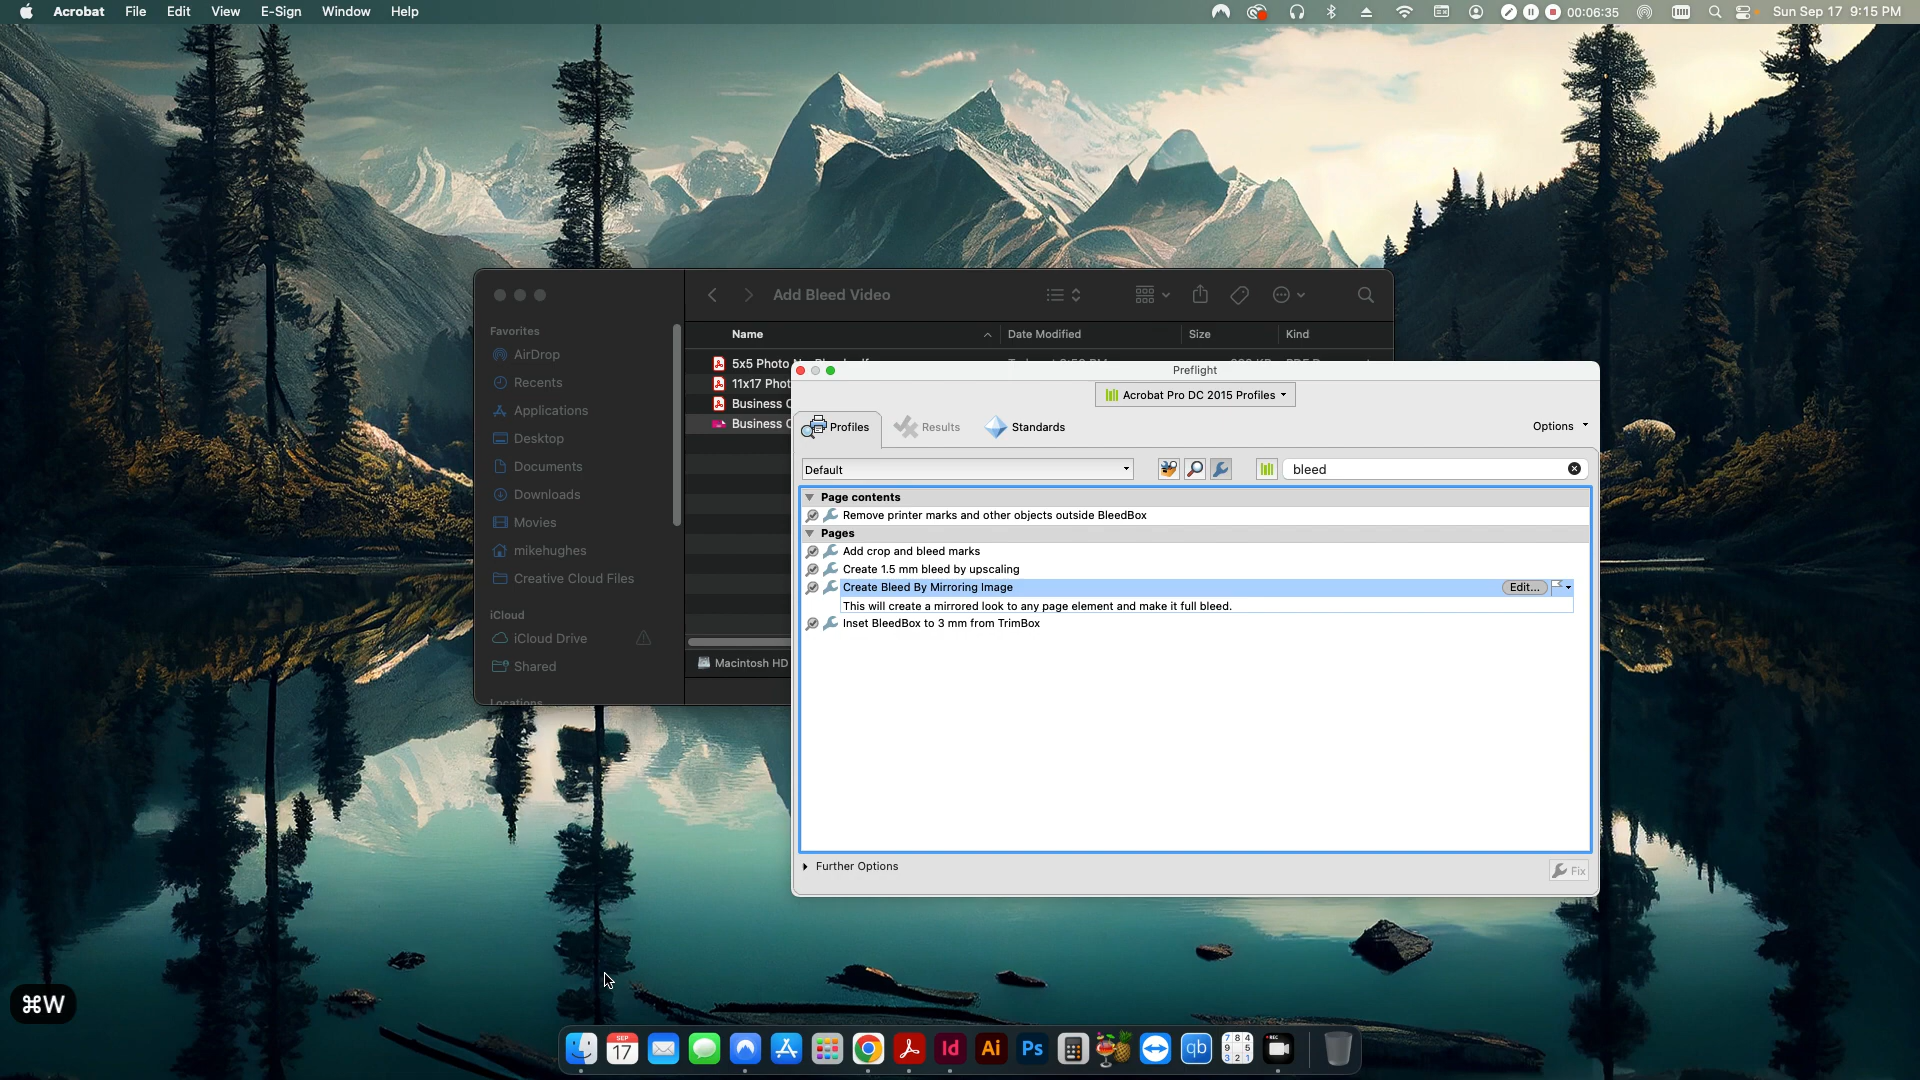 Acrobat File Edit View E-Sign Window Help
00:06:35 Sun Sep 17 9:15 PM
Add Bleed Video
Favorites
AirDrop
Recents
Applications
Desktop
Documents
Downloads
Movies
mikehughes
Creative Cloud Files
iCloud
iCloud Drive
Shared
Locations
Name Date Modified Size Kind
5x5 Photo
11x17 Phot
Business C
Business C
Macintosh HD
Preflight
Acrobat Pro DC 2015 Profiles
Profiles Results Standards Options
Default bleed
Page contents
Remove printer marks and other objects outside BleedBox
Pages
Add crop and bleed marks
Create 1.5 mm bleed by upscaling
Create Bleed By Mirroring Image Edit...
This will create a mirrored look to any page element and make it full bleed.
Inset BleedBox to 3 mm from TrimBox
Further Options Fix
⌘W
SEP
17
Id Ai Ps qb
REC